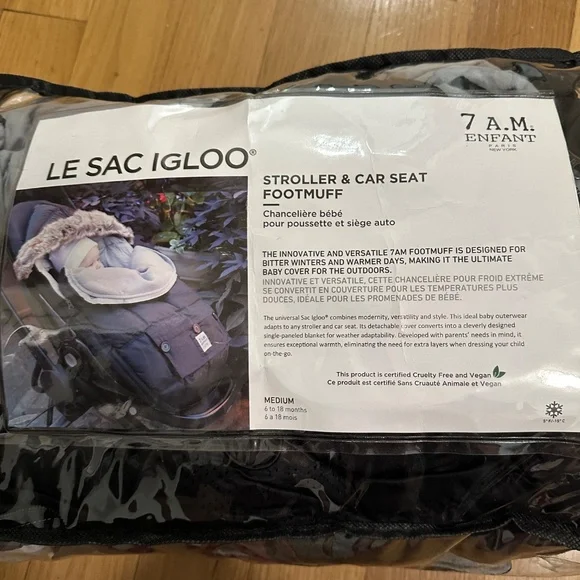 7 A.M.
ENFANT
PARIS
NEW YORK
LE SAC IGLOO®
STROLLER & CAR SEAT
FOOTMUFF
Chancelière bébé
pour poussette et siège auto
THE INNOVATIVE AND VERSATILE 7AM FOOTMUFF IS DESIGNED FOR
BITTER WINTERS AND WARMER DAYS, MAKING IT THE ULTIMATE
BABY COVER FOR THE OUTDOORS.
INNOVATIVE ET VERSATILE, CETTE CHANCELIÈRE POUR FROID EXTRÊME
SE CONVERTIT EN COUVERTURE POUR LES TEMPERATURES PLUS
DOUCES, IDÉALE POUR LES PROMENADES DE BÉBÉ.
The universal Sac Igloo® combines modernity, versatility and style. This ideal baby outerwear
adapts to any stroller and car seat. Its detachable cover converts into a cleverly designed
single-paneled blanket for weather adaptability. Developed with parents' needs in mind, it
ensures exceptional warmth, eliminating the need for extra layers when dressing your child
on-the-go.
This product is certified Cruelty Free and Vegan
Ce produit est certifié Sans Cruauté Animale et Vegan
MEDIUM
6 to 18 months
6 à 18 mois